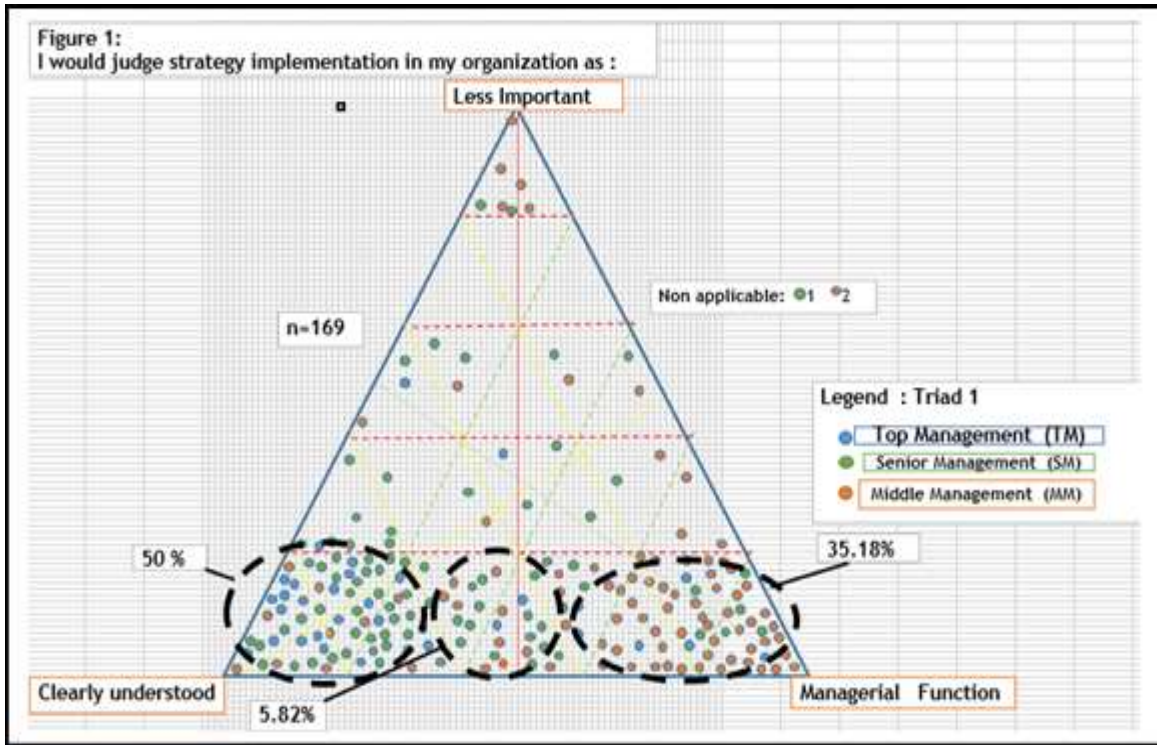 Figure 1:
I would judge strategy implementation in my organization as :
Less Important
Non applicable: 1 2
n=169
Legend : Triad 1
Top Management (TM)
Senior Management (SM)
Middle Management (MM)
50 %
35.18%
Clearly understood
5.82%
Managerial Function